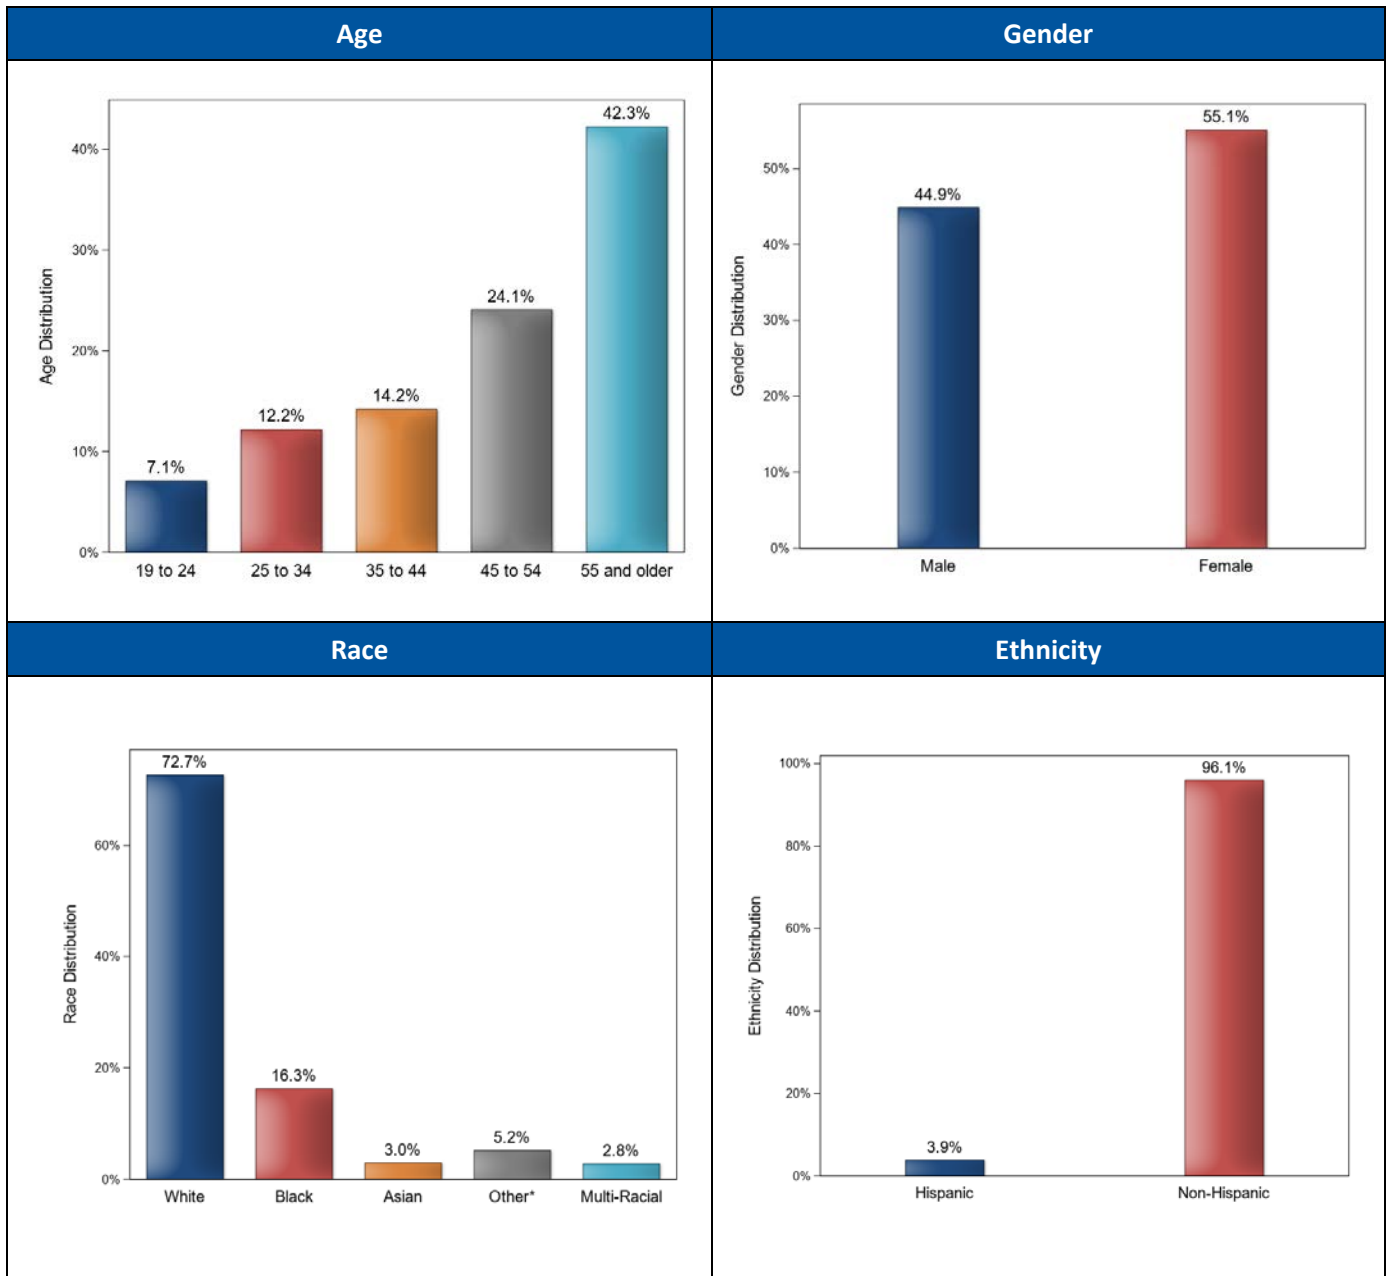 Age
Gender
Age Distribution
40%
30%
20%
10%
0%
7.1%
12.2%
14.2%
24.1%
42.3%
19 to 24
25 to 34
35 to 44
45 to 54
55 and older
Gender Distribution
50%
40%
30%
20%
10%
0%
44.9%
55.1%
Male
Female
Race
Ethnicity
Race Distribution
60%
40%
20%
0%
72.7%
16.3%
3.0%
5.2%
2.8%
White
Black
Asian
Other*
Multi-Racial
Ethnicity Distribution
100%
80%
60%
40%
20%
0%
3.9%
96.1%
Hispanic
Non-Hispanic